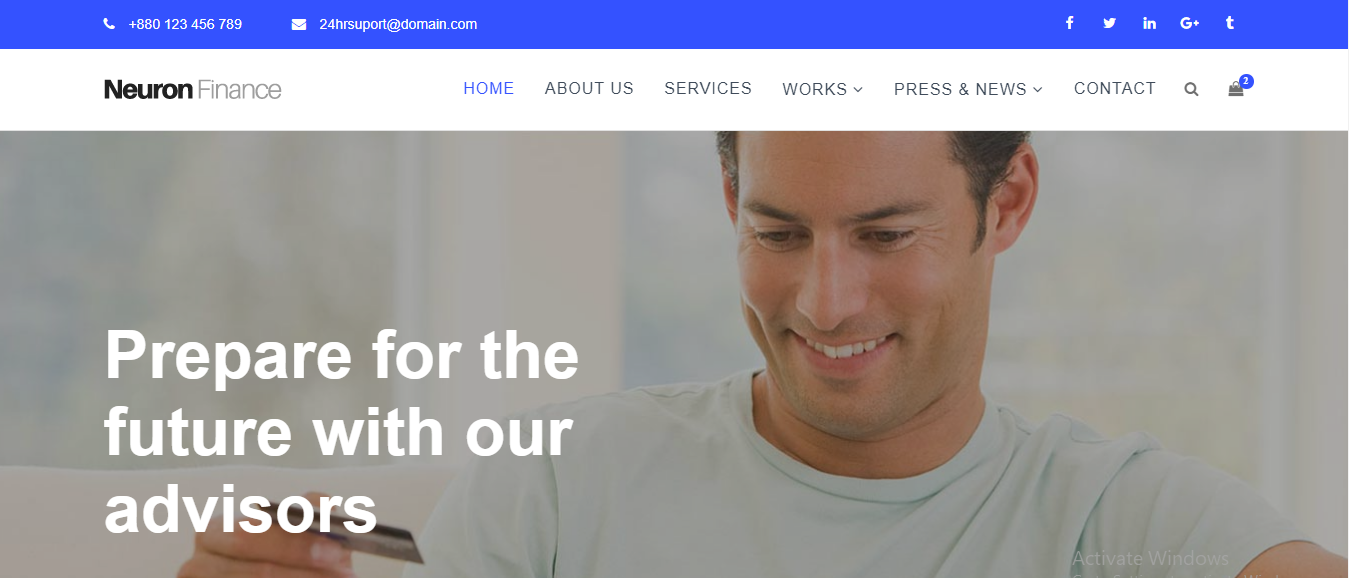 +880 123 456 789 24hrsuport@domain.com
Neuron Finance HOME ABOUT US SERVICES WORKS PRESS & NEWS CONTACT 2
Prepare for the
future with our
advisors
Activate Windows